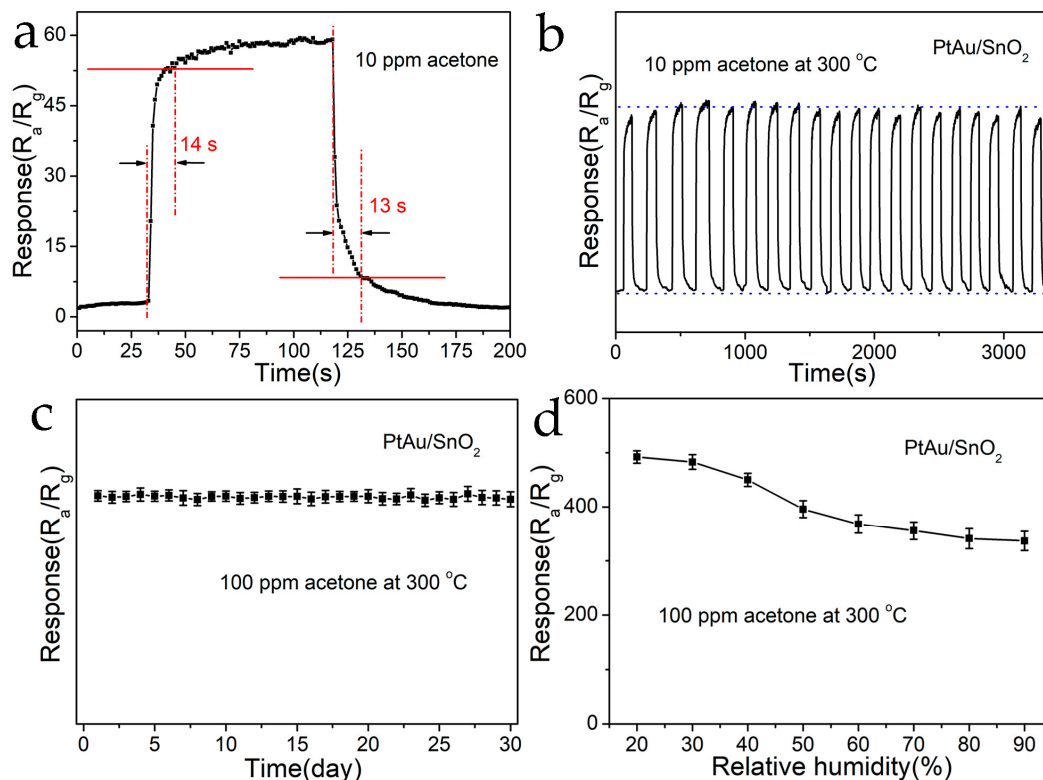 a
Response(Ra/Rg)
60
45
30
15
0
10 ppm acetone
14 s
13 s
0 25 50 75 100 125 150 175 200
Time(s)
b
Response(Ra/Rg)
PtAu/SnO2
10 ppm acetone at 300 °C
0 1000 2000 3000
Time(s)
c
Response(Ra/Rg)
PtAu/SnO2
100 ppm acetone at 300 °C
0 5 10 15 20 25 30
Time(day)
d
Response(Ra/Rg)
600
400
200
0
PtAu/SnO2
100 ppm acetone at 300 °C
20 30 40 50 60 70 80 90
Relative humidity(%)